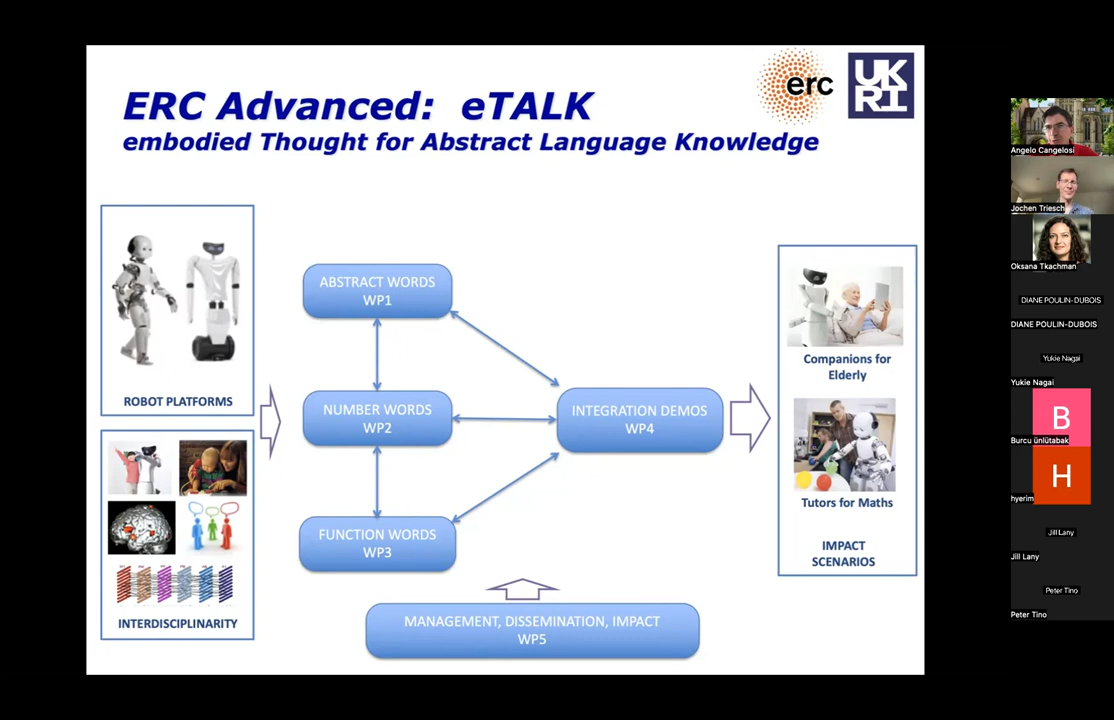 ERC Advanced: eTALK
embodied Thought for Abstract Language Knowledge
erc
UK
RI
ROBOT PLATFORMS
INTERDISCIPLINARITY
ABSTRACT WORDS
WP1
NUMBER WORDS
WP2
FUNCTION WORDS
WP3
INTEGRATION DEMOS
WP4
MANAGEMENT, DISSEMINATION, IMPACT
WP5
Companions for
Elderly
Tutors for Maths
IMPACT
SCENARIOS
Angelo Cangelosi
Jochen Triesch
Oksana Tkachman
DIANE POULIN-DUBOIS
DIANE POULIN-DUBOIS
Yukie Nagai
Yukie Nagai
B
Burcu ünlütabak
H
hyerim
Jill Lany
Jill Lany
Peter Tino
Peter Tino